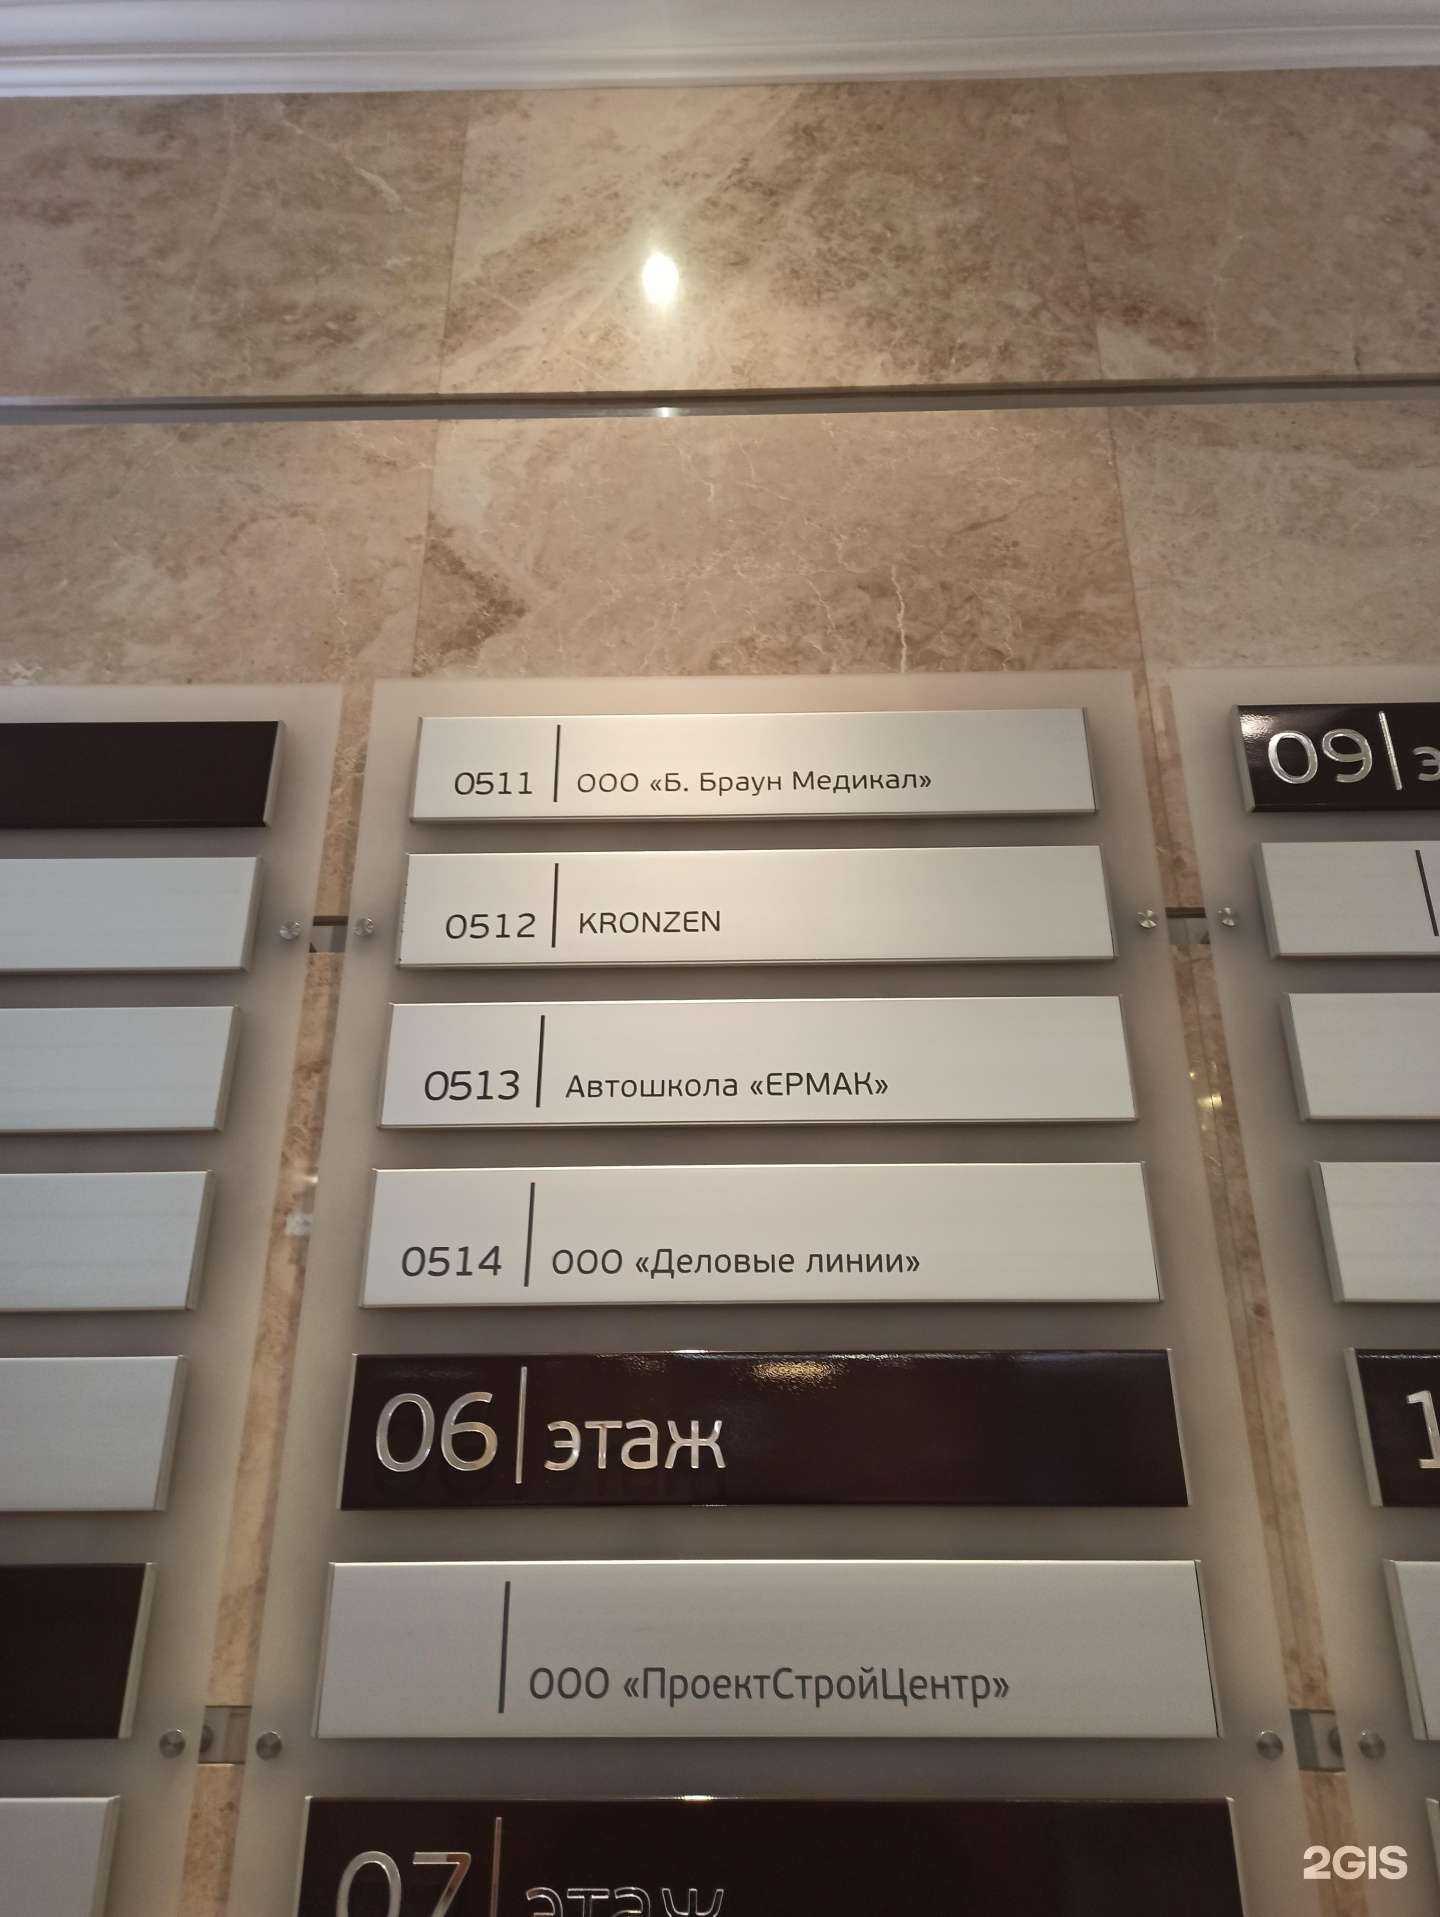 0511 ООО «Б. Браун Медикал»
0512 KRONZEN
0513 Автошкола «ЕРМАК»
0514 ООО «Деловые линии»
06 этаж
ООО «ПроектСтройЦентр»
07 этаж
09
2GIS